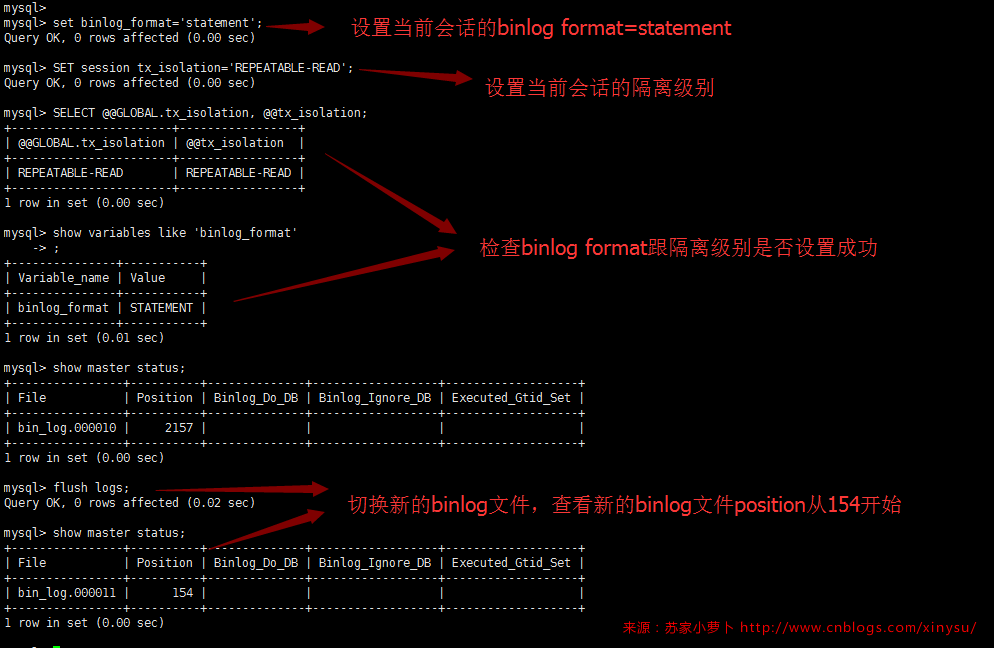 mysql>
mysql> set binlog_format='statement'; 设置当前会话的binlog format=statement
Query OK, 0 rows affected (0.00 sec)
mysql> SET session tx_isolation='REPEATABLE-READ';
Query OK, 0 rows affected (0.00 sec) 设置当前会话的隔离级别
mysql> SELECT @@GLOBAL.tx_isolation, @@tx_isolation;
+-----------------------+-----------------+
| @@GLOBAL.tx_isolation | @@tx_isolation  |
+-----------------------+-----------------+
| REPEATABLE-READ       | REPEATABLE-READ |
+-----------------------+-----------------+
1 row in set (0.00 sec)
mysql> show variables like 'binlog_format'
    -> ; 检查binlog format跟隔离级别是否设置成功
+---------------+-----------+
| Variable_name | Value     |
+---------------+-----------+
| binlog_format | STATEMENT |
+---------------+-----------+
1 row in set (0.01 sec)
mysql> show master status;
+----------------+----------+--------------+------------------+-------------------+
| File           | Position | Binlog_Do_DB | Binlog_Ignore_DB | Executed_Gtid_Set |
+----------------+----------+--------------+------------------+-------------------+
| bin_log.000010 |     2157 |              |                  |                   |
+----------------+----------+--------------+------------------+-------------------+
1 row in set (0.00 sec)
mysql> flush logs;
Query OK, 0 rows affected (0.02 sec) 切换新的binlog文件，查看新的binlog文件position从154开始
mysql> show master status;
+----------------+----------+--------------+------------------+-------------------+
| File           | Position | Binlog_Do_DB | Binlog_Ignore_DB | Executed_Gtid_Set |
+----------------+----------+--------------+------------------+-------------------+
| bin_log.000011 |      154 |              |                  |                   |
+----------------+----------+--------------+------------------+-------------------+
1 row in set (0.00 sec)
来源：苏家小萝卜 http://www.cnblogs.com/xinysu/